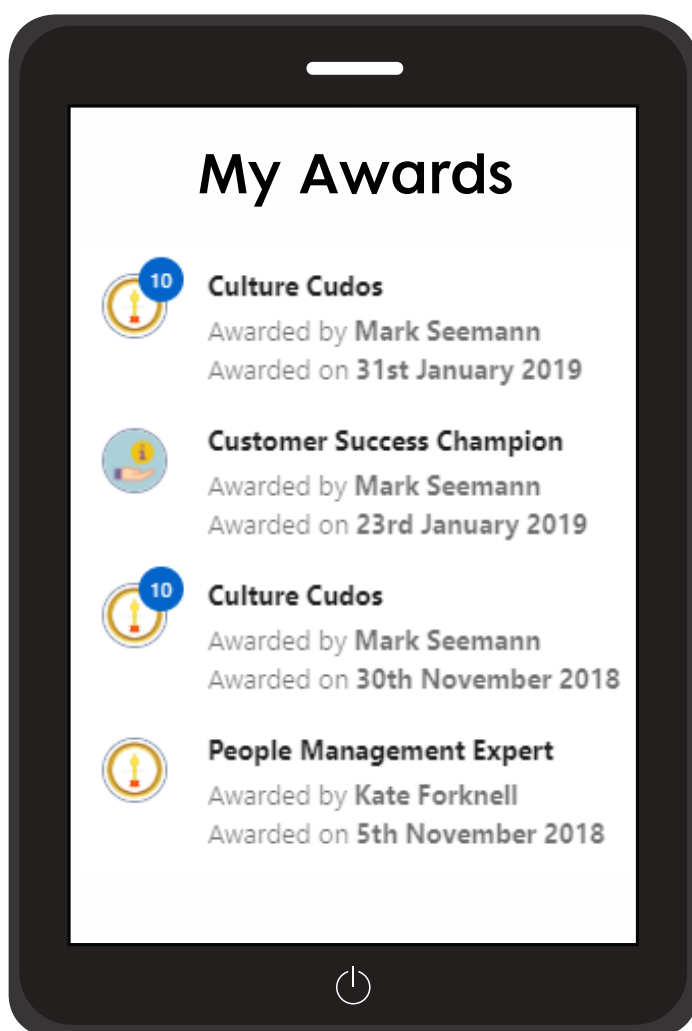 My Awards
10
Culture Cudos
Awarded by Mark Seemann
Awarded on 31st January 2019
Customer Success Champion
Awarded by Mark Seemann
Awarded on 23rd January 2019
10
Culture Cudos
Awarded by Mark Seemann
Awarded on 30th November 2018
People Management Expert
Awarded by Kate Forknell
Awarded on 5th November 2018